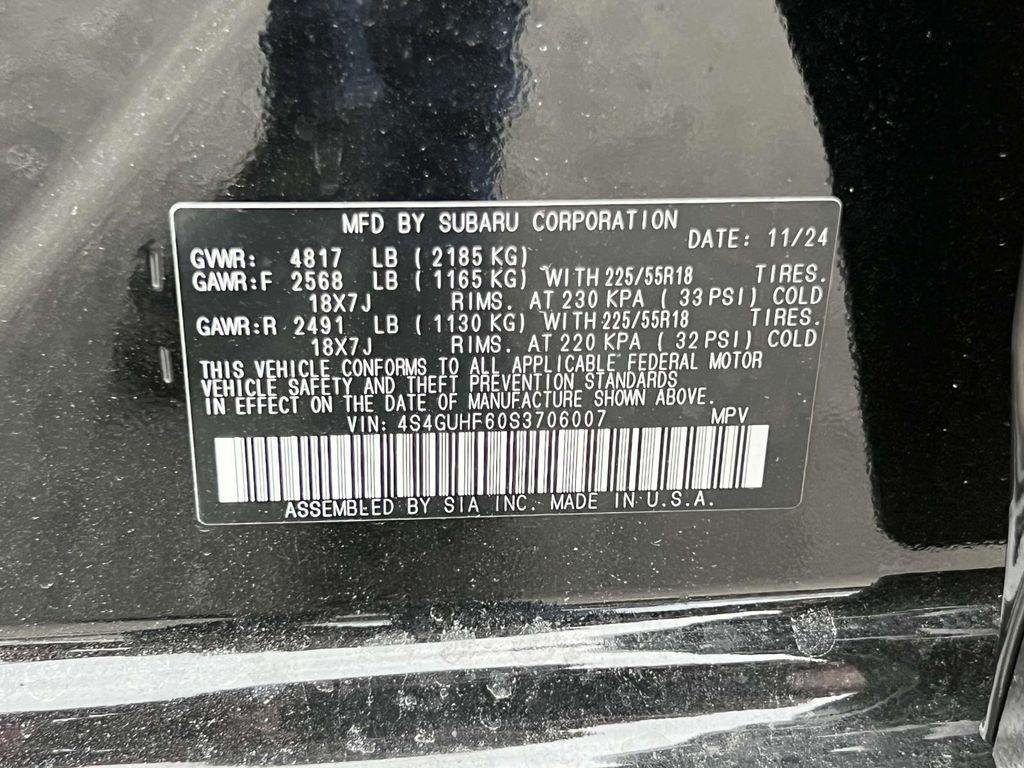 MFD BY SUBARU CORPORATION
DATE: 11/24
GVWR: 4817 LB ( 2185 KG)
GAWR:F 2568 LB ( 1165 KG) WITH 225/55R18 TIRES.
18X7J RIMS. AT 230 KPA ( 33 PSI) COLD
GAWR:R 2491 LB ( 1130 KG) WITH 225/55R18 TIRES.
18X7J RIMS. AT 220 KPA ( 32 PSI) COLD
THIS VEHICLE CONFORMS TO ALL APPLICABLE FEDERAL MOTOR
VEHICLE SAFETY AND THEFT PREVENTION STANDARDS
IN EFFECT ON THE DATE OF MANUFACTURE SHOWN ABOVE.
VIN: 4S4GUHF60S3706007 MPV
ASSEMBLED BY SIA INC. MADE IN U.S.A.